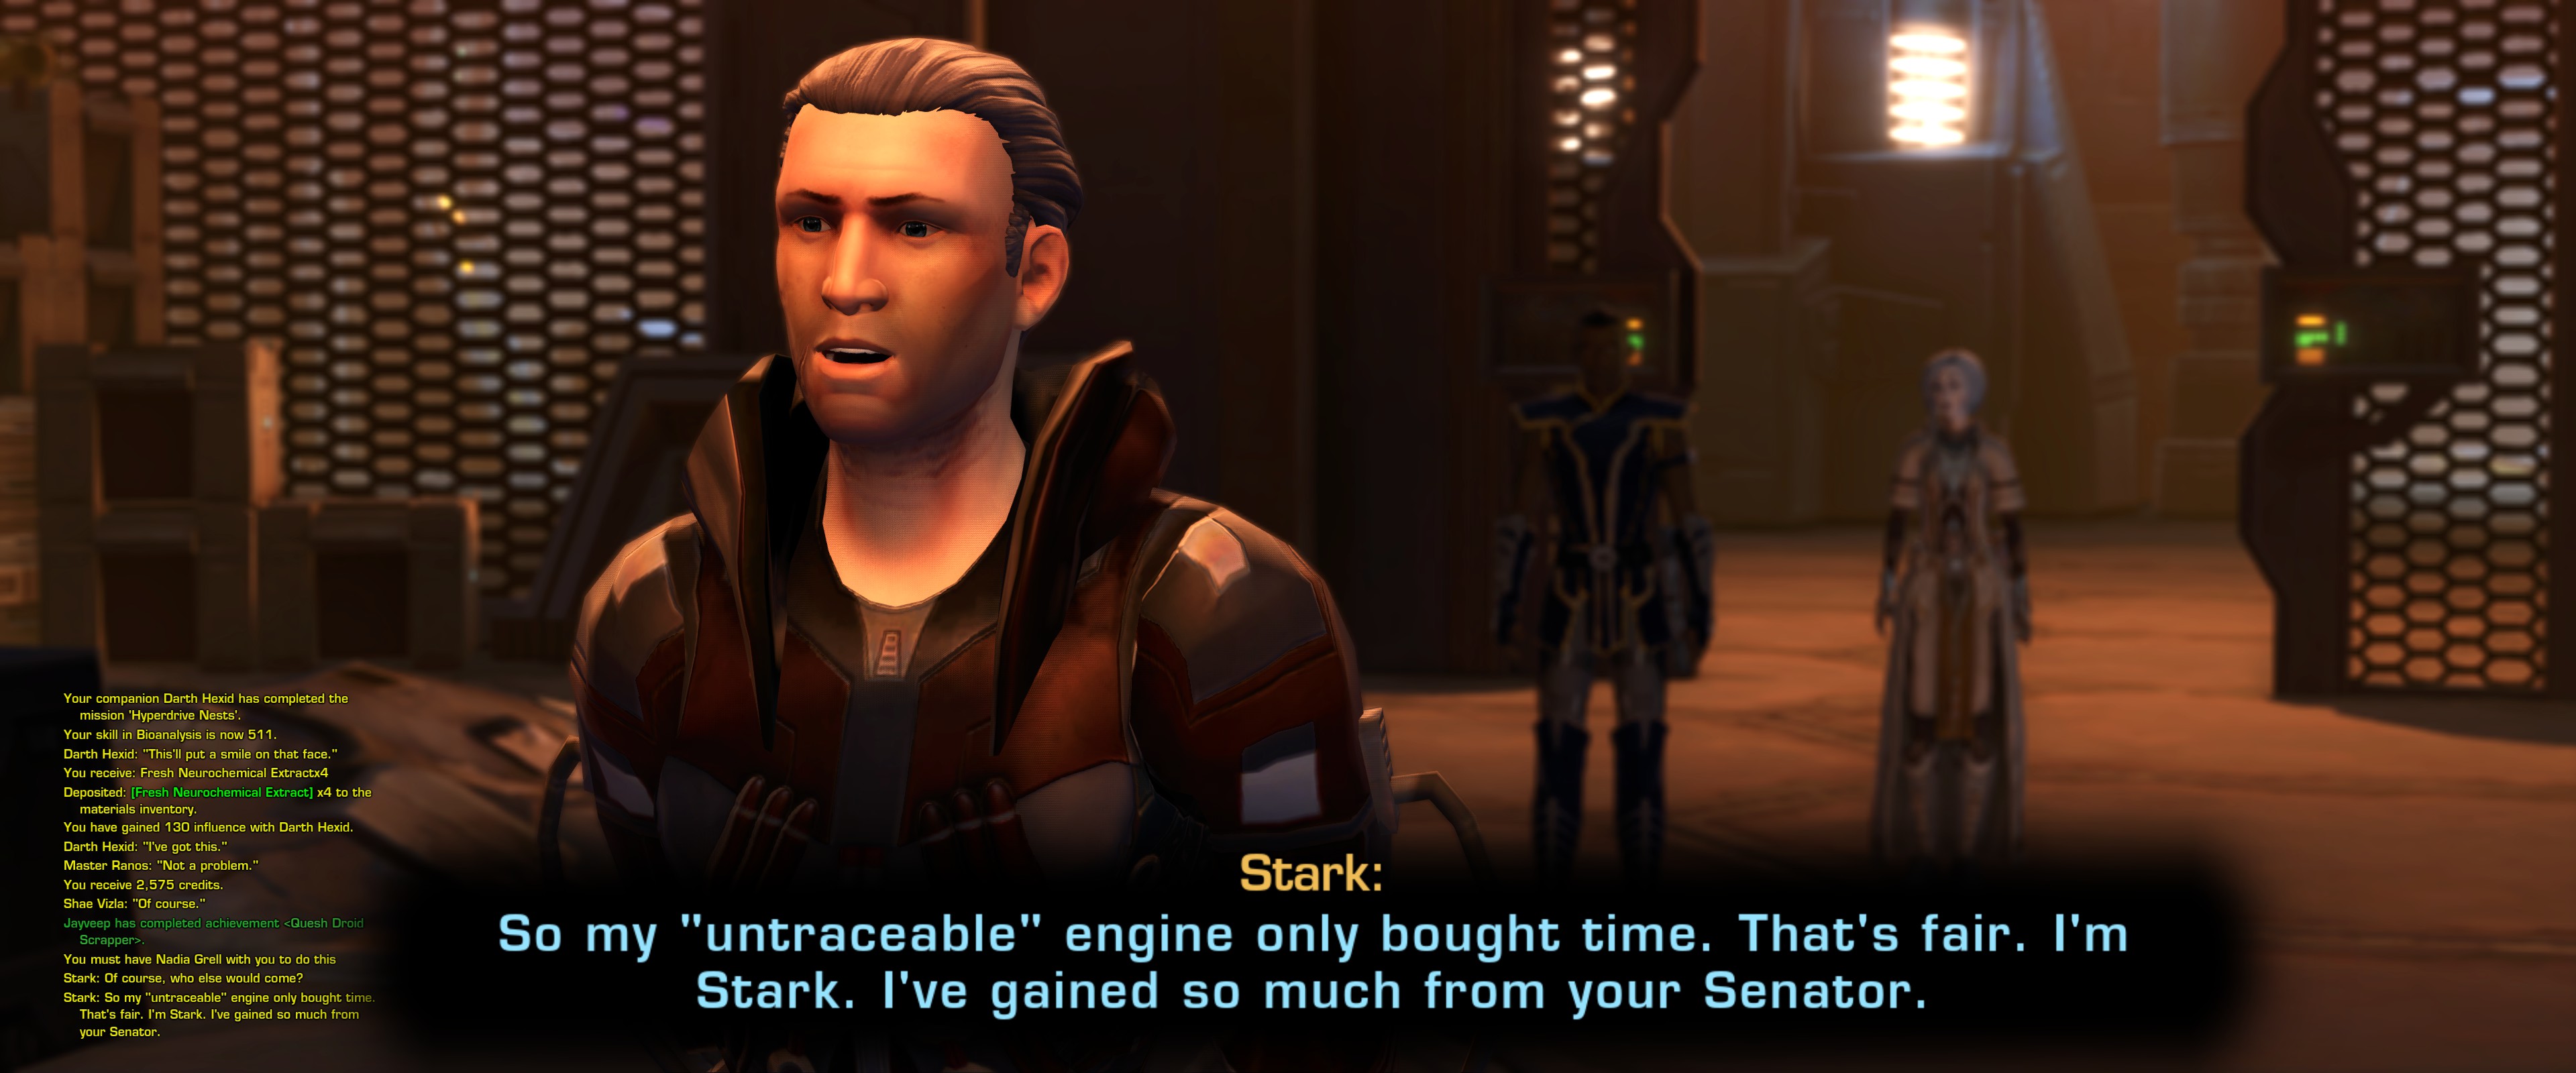 Your companion Darth Hexid has completed the
mission 'Hyperdrive Nests'.
Your skill in Bioanalysis is now 511.
Darth Hexid: "This'll put a smile on that face."
You receive: Fresh Neurochemical Extractx4
Deposited: [Fresh Neurochemical Extract] x4 to the
materials inventory.
You have gained 130 influence with Darth Hexid.
Darth Hexid: "I've got this."
Master Ranos: "Not a problem."
You receive 2,575 credits.
Shae Vizla: "Of course."
Jayveep has completed achievement <Quesh Droid
Scrapper>.
You must have Nadia Grell with you to do this
Stark: Of course, who else would come?
Stark: So my "untraceable" engine only bought time.
That's fair. I'm Stark. I've gained so much from
your Senator.
Stark:
So my "untraceable" engine only bought time. That's fair. I'm
Stark. I've gained so much from your Senator.